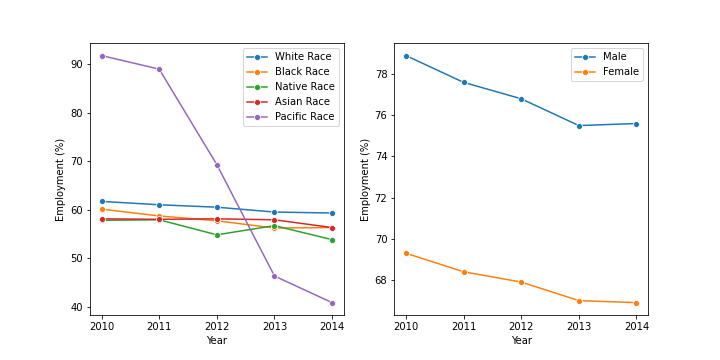 90
80
70
60
50
40
Employment (%)
2010 2011 2012 2013 2014
Year
White Race
Black Race
Native Race
Asian Race
Pacific Race
78
76
74
72
70
68
Employment (%)
2010 2011 2012 2013 2014
Year
Male
Female